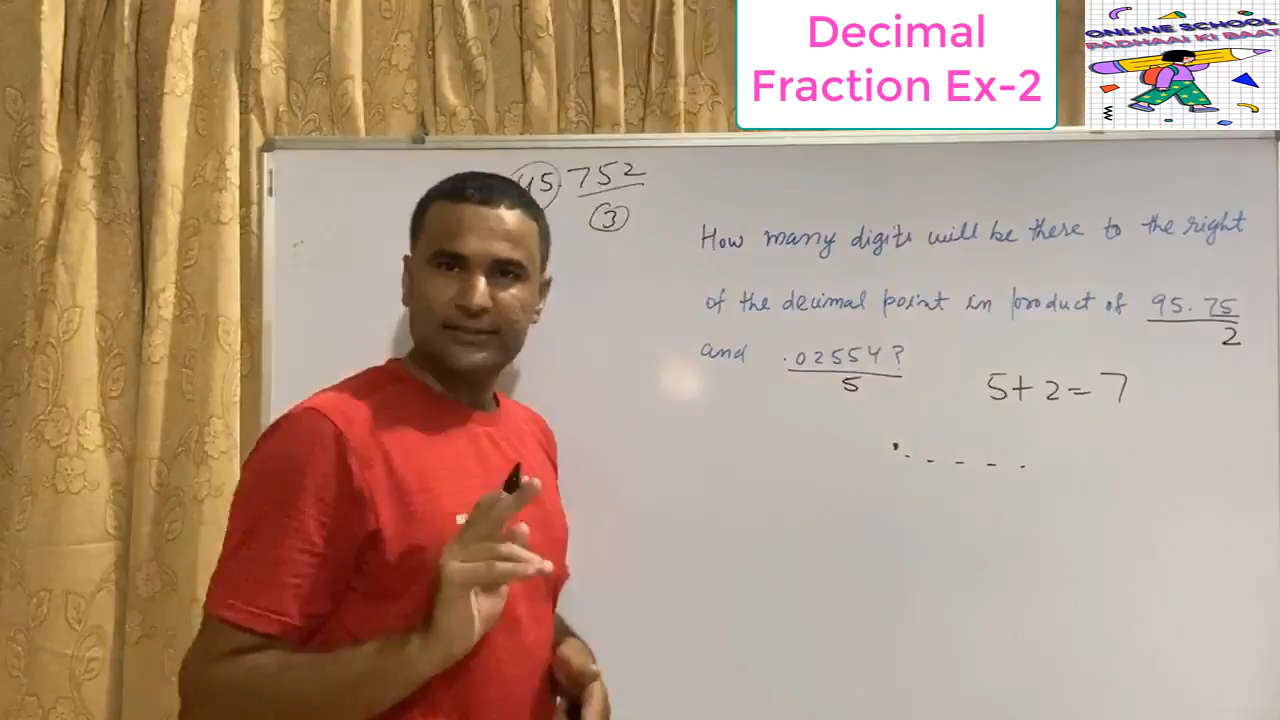 Decimal
Fraction Ex-2
ONLINE SCHOOL
PADHAAI KI BAAT
45.752
3
How many digits will be there to the right
of the decimal point in product of 95.75
2
and .02554?
5
5+2=7